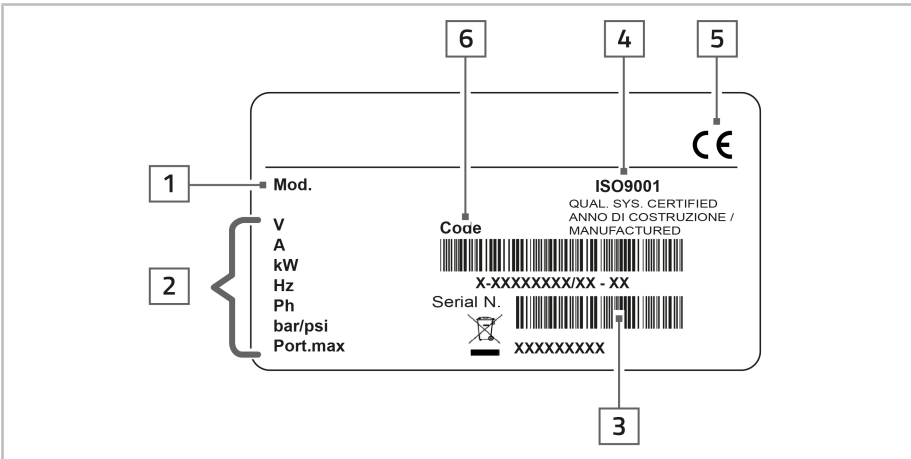 6
4
5
CE
1
Mod.
ISO9001
QUAL. SYS. CERTIFIED
ANNO DI COSTRUZIONE /
MANUFACTURED
2
V
A
kW
Hz
Ph
bar/psi
Port.max
Code
X-XXXXXXXX/XX - XX
Serial N.
XXXXXXXXX
3